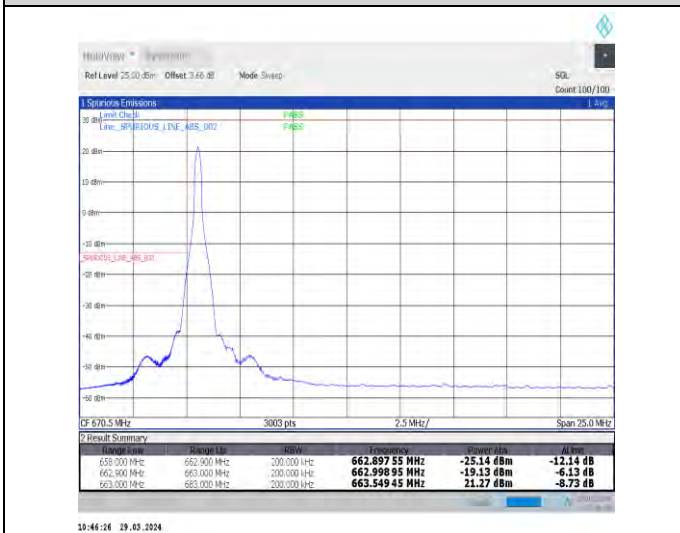 MultiView Spectrum
Ref Level 25.00 dBm Offset 3.66 dB Mode Sweep SGL
Count 100/100
1 Spurious Emissions 1 Avg
Limit Check PASS
30 dBm
Line _SPURIOUS_LINE_ABS_002 PASS
20 dBm
10 dBm
0 dBm
-10 dBm
_SPURIOUS_LINE_ABS_002
-20 dBm
-30 dBm
-40 dBm
-50 dBm
-60 dBm
CF 670.5 MHz 3003 pts 2.5 MHz/ Span 25.0 MHz
2 Result Summary
Range Low Range Up RBW Frequency Power Abs ΔLimit
658.000 MHz 662.900 MHz 200.000 kHz 662.897 55 MHz -25.14 dBm -12.14 dB
662.900 MHz 663.000 MHz 200.000 kHz 662.998 95 MHz -19.13 dBm -6.13 dB
663.000 MHz 683.000 MHz 200.000 kHz 663.549 45 MHz 21.27 dBm -8.73 dB
10:46:26 29.03.2024